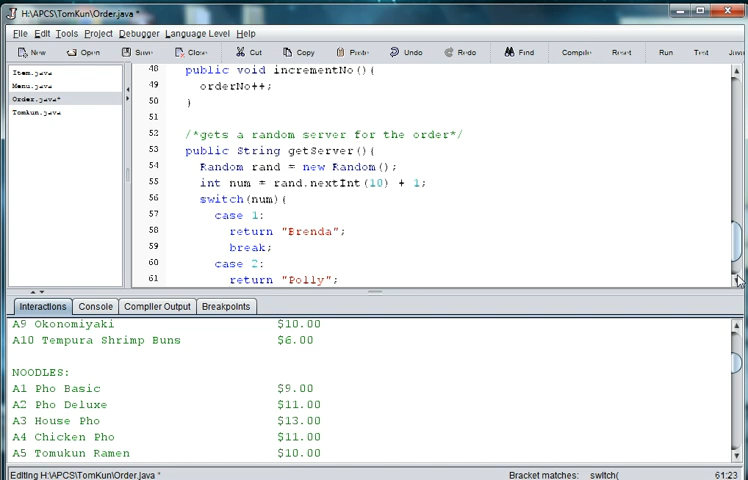 H:\APCS\TomKun\Order.java *
File Edit Tools Project Debugger Language Level Help
New Open Save Close Cut Copy Paste Undo Redo Find Compile Reset Run Test Java
Item.java
Menu.java
Order.java*
Tomkun.java
48 public void incrementNo(){
49 orderNo++;
50 }
51
52 /*gets a random server for the order*/
53 public String getServer(){
54 Random rand = new Random();
55 int num = rand.nextInt(10) + 1;
56 switch(num){
57 case 1:
58 return "Brenda";
59 break;
60 case 2:
61 return "Polly";
Interactions Console Compiler Output Breakpoints
A9 Okonomiyaki $10.00
A10 Tempura Shrimp Buns $6.00
NOODLES:
A1 Pho Basic $9.00
A2 Pho Deluxe $11.00
A3 House Pho $13.00
A4 Chicken Pho $11.00
A5 Tomukun Ramen $10.00
Editing H:\APCS\TomKun\Order.java * Bracket matches: switch( 61:23